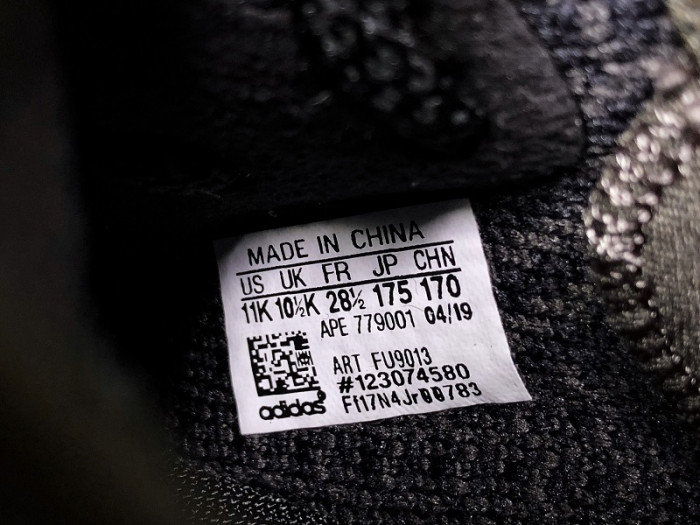 MADE IN CHINA
US UK FR JP CHN
11K 10½K 28½ 175 170
APE 779001 04/19
ART FU9013
#123074580
adidas